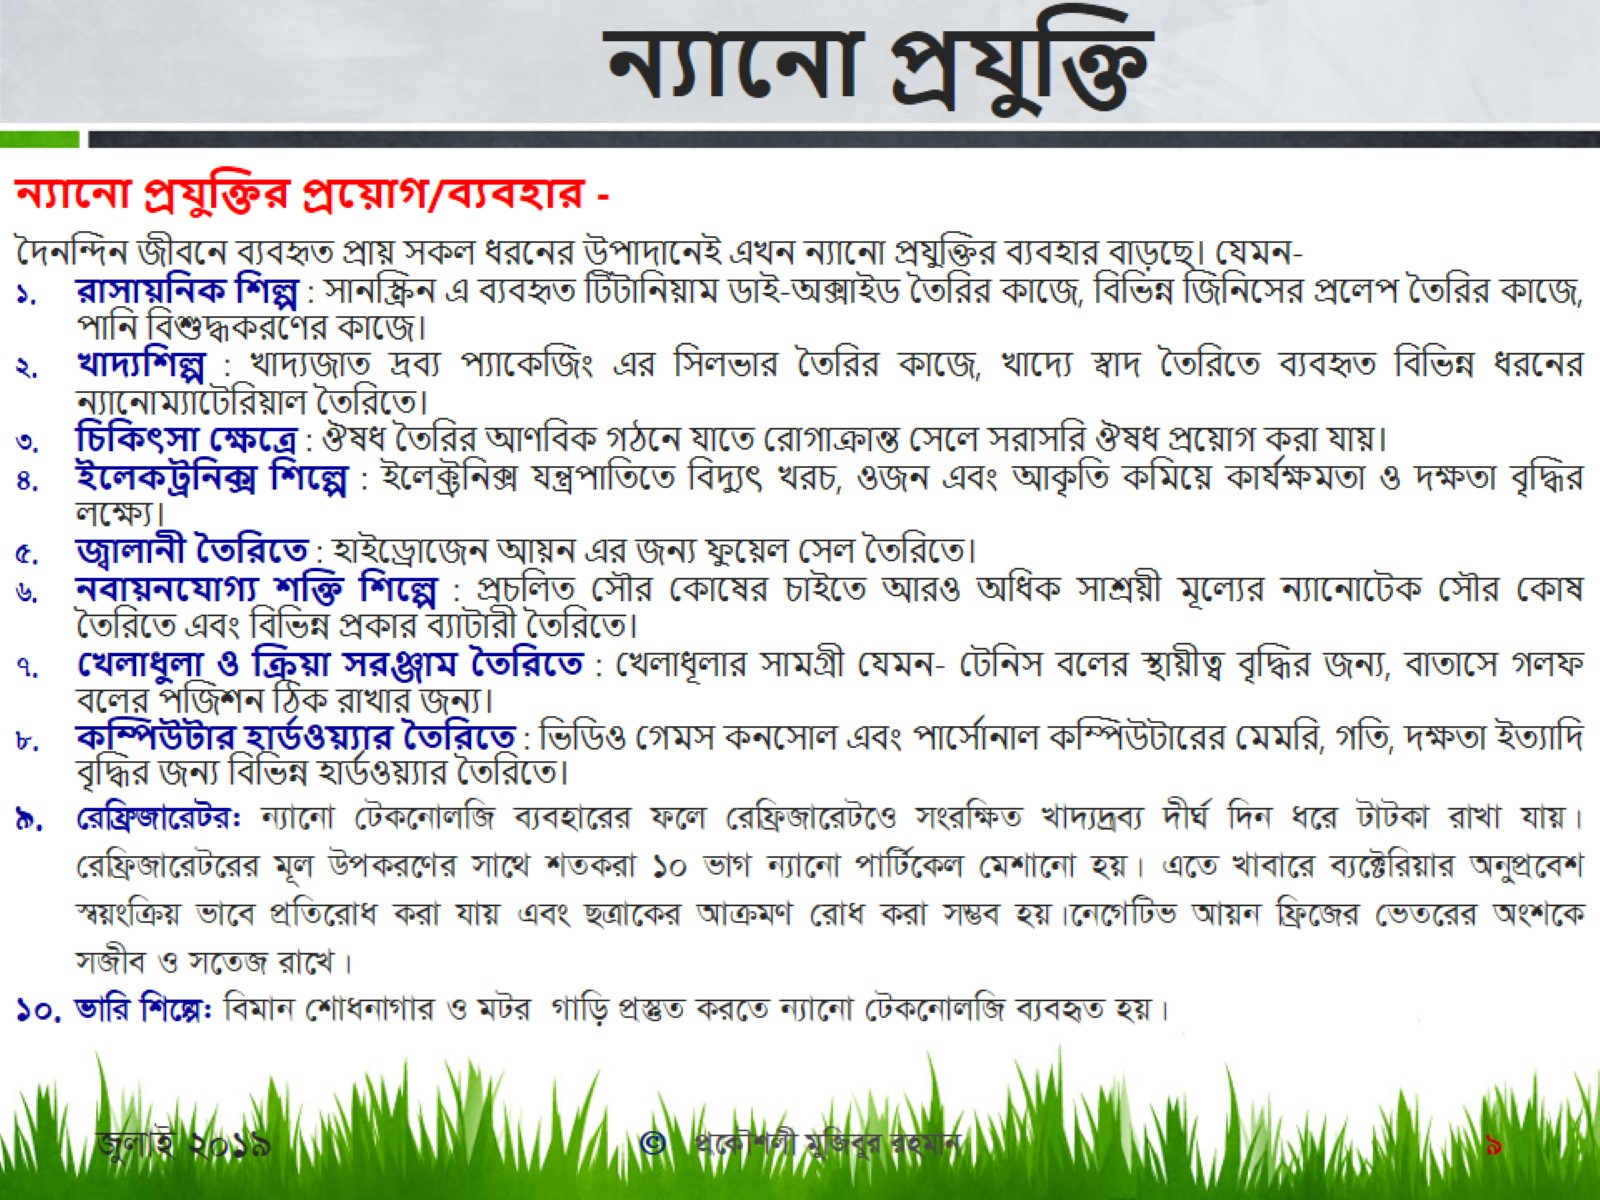 ন্যানো প্রযুক্তি
ন্যানো প্রযুক্তির প্রয়োগ/ব্যবহার -
দৈনন্দিন জীবনে ব্যবহৃত প্রায় সকল ধরনের উপাদানেই এখন ন্যানো প্রযুক্তির ব্যবহার বাড়ছে। যেমন-
১. রাসায়নিক শিল্প : সানস্ক্রিন এ ব্যবহৃত টিটানিয়াম ডাই-অক্সাইড তৈরির কাজে, বিভিন্ন জিনিসের প্রলেপ তৈরির কাজে,
পানি বিশুদ্ধকরণের কাজে।
২. খাদ্যশিল্প : খাদ্যজাত দ্রব্য প্যাকেজিং এর সিলভার তৈরির কাজে, খাদ্যে স্বাদ তৈরিতে ব্যবহৃত বিভিন্ন ধরনের
ন্যানোম্যাটেরিয়াল তৈরিতে।
৩. চিকিৎসা ক্ষেত্রে : ঔষধ তৈরির আণবিক গঠনে যাতে রোগাক্রান্ত সেলে সরাসরি ঔষধ প্রয়োগ করা যায়।
৪. ইলেকট্রনিক্স শিল্পে : ইলেক্ট্রনিক্স যন্ত্রপাতিতে বিদ্যুৎ খরচ, ওজন এবং আকৃতি কমিয়ে কার্যক্ষমতা ও দক্ষতা বৃদ্ধির
লক্ষ্যে।
৫. জ্বালানী তৈরিতে : হাইড্রোজেন আয়ন এর জন্য ফুয়েল সেল তৈরিতে।
৬. নবায়নযোগ্য শক্তি শিল্পে : প্রচলিত সৌর কোষের চাইতে আরও অধিক সাশ্রয়ী মূল্যের ন্যানোটেক সৌর কোষ
তৈরিতে এবং বিভিন্ন প্রকার ব্যাটারী তৈরিতে।
৭. খেলাধুলা ও ক্রিয়া সরঞ্জাম তৈরিতে : খেলাধূলার সামগ্রী যেমন- টেনিস বলের স্থায়ীত্ব বৃদ্ধির জন্য, বাতাসে গলফ
বলের পজিশন ঠিক রাখার জন্য।
৮. কম্পিউটার হার্ডওয়্যার তৈরিতে : ভিডিও গেমস কনসোল এবং পার্সোনাল কম্পিউটারের মেমরি, গতি, দক্ষতা ইত্যাদি
বৃদ্ধির জন্য বিভিন্ন হার্ডওয়্যার তৈরিতে।
৯. রেফ্রিজারেটর: ন্যানো টেকনোলজি ব্যবহারের ফলে রেফ্রিজারেটওে সংরক্ষিত খাদ্যদ্রব্য দীর্ঘ দিন ধরে টাটকা রাখা যায়।
রেফ্রিজারেটরের মূল উপকরণের সাথে শতকরা ১০ ভাগ ন্যানো পার্টিকেল মেশানো হয়। এতে খাবারে ব্যক্টেরিয়ার অনুপ্রবেশ
স্বয়ংক্রিয় ভাবে প্রতিরোধ করা যায় এবং ছত্রাকের আক্রমণ রোধ করা সম্ভব হয়।নেগেটিভ আয়ন ফ্রিজের ভেতরের অংশকে
সজীব ও সতেজ রাখে।
১০. ভারি শিল্পে: বিমান শোধনাগার ও মটর গাড়ি প্রস্তুত করতে ন্যানো টেকনোলজি ব্যবহৃত হয়।
জুলাই ২০১৯ © প্রকৌশলী মুজিবুর রহমান ৯